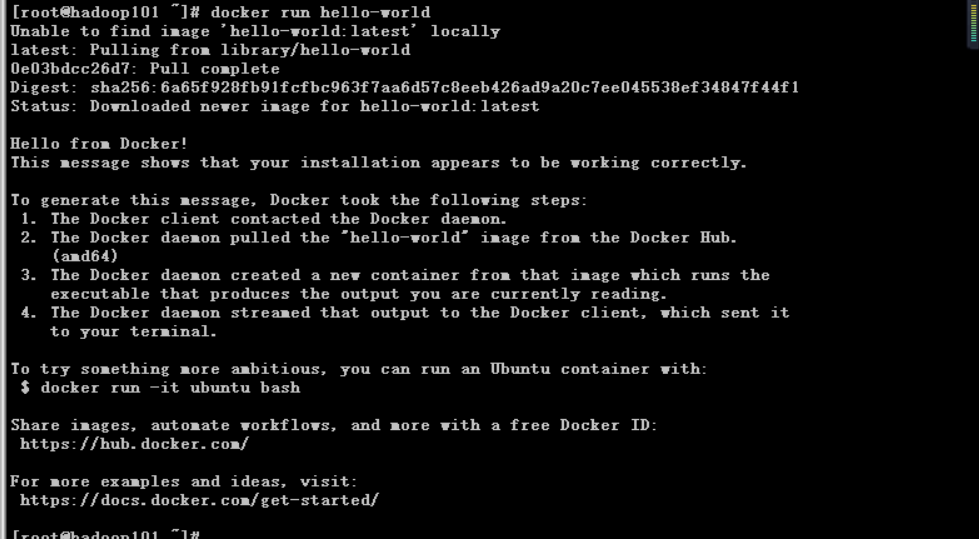 [root@hadoop101 ~]# docker run hello-world
Unable to find image 'hello-world:latest' locally
latest: Pulling from library/hello-world
0e03bdcc26d7: Pull complete
Digest: sha256:6a65f928fb91fcfbc963f7aa6d57c8eeb426ad9a20c7ee045538ef34847f44f1
Status: Downloaded newer image for hello-world:latest

Hello from Docker!
This message shows that your installation appears to be working correctly.

To generate this message, Docker took the following steps:
 1. The Docker client contacted the Docker daemon.
 2. The Docker daemon pulled the "hello-world" image from the Docker Hub.
    (amd64)
 3. The Docker daemon created a new container from that image which runs the
    executable that produces the output you are currently reading.
 4. The Docker daemon streamed that output to the Docker client, which sent it
    to your terminal.

To try something more ambitious, you can run an Ubuntu container with:
 $ docker run -it ubuntu bash

Share images, automate workflows, and more with a free Docker ID:
 https://hub.docker.com/

For more examples and ideas, visit:
 https://docs.docker.com/get-started/

[root@hadoop101 ~]#